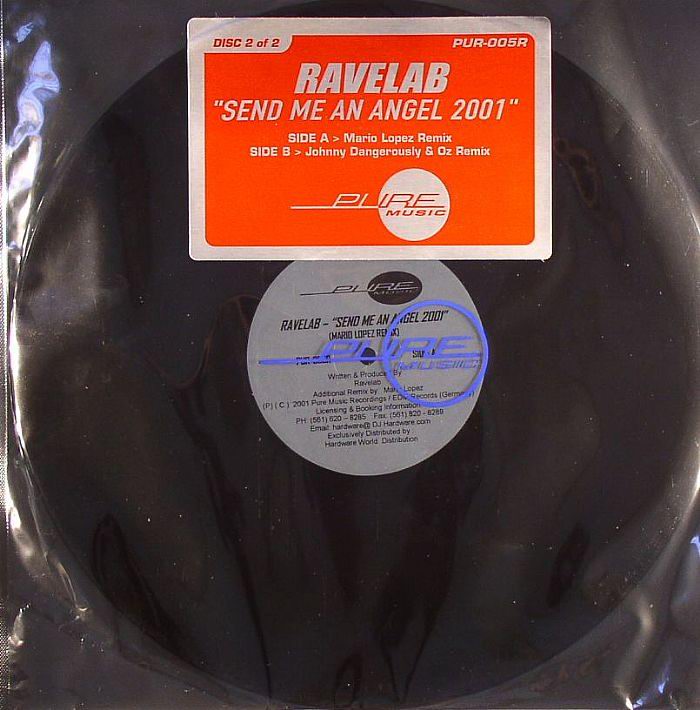 DISC 2 of 2
PUR-005R
RAVELAB
"SEND ME AN ANGEL 2001"
SIDE A > Mario Lopez Remix
SIDE B > Johnny Dangerously & Oz Remix
PURE
MUSIC
PURE
MUSIC
RAVELAB - "SEND ME AN ANGEL 2001"
(MARIO LOPEZ REMIX)
PURE
MUSIC
Written & Produced By
Ravelab
Additional Remix by: Mario Lopez
(P) ( C ) 2001 Pure Music Recordings / Records (Germany)
Licensing & Booking Information
PH: (561) 620 - 8285 Fax: (561) 820 - 8289
Email: hardware@ DJ Hardware.com
Exclusively Distributed by
Hardware World Distribution